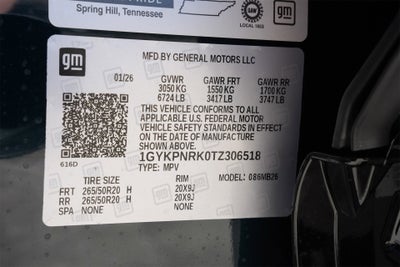 Spring Hill, Tennessee
gm
LOCAL 1853
gm
MFD BY GENERAL MOTORS LLC
01/26 GVWR GAWR FRT GAWR RR
3050 KG 1550 KG 1700 KG
6724 LB 3417 LB 3747 LB
THIS VEHICLE CONFORMS TO ALL
APPLICABLE U.S. FEDERAL MOTOR
VEHICLE SAFETY STANDARDS IN EFFECT
ON THE DATE OF MANUFACTURE
SHOWN ABOVE.
1GYKPNRK0TZ306518
TYPE: MPV MODEL: 086MB26
616D
TIRE SIZE RIM
FRT 265/50R20 H 20X9J
RR 265/50R20 H 20X9J
SPA NONE NONE